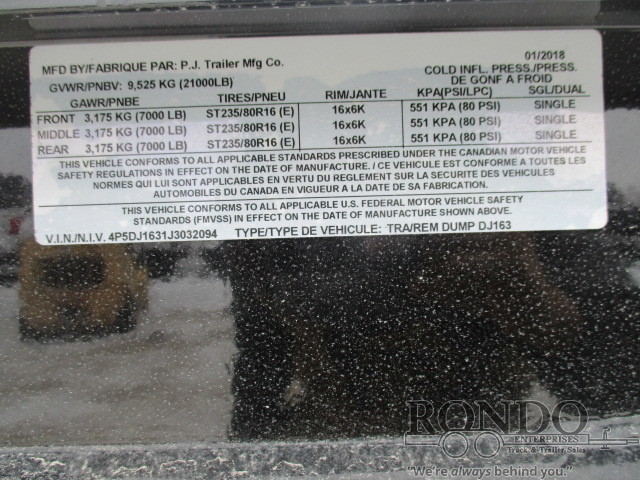 MFD BY/FABRIQUE PAR: P.J. Trailer Mfg Co. 01/2018
GVWR/PNBV: 9,525 KG (21000LB) COLD INFL. PRESS./PRESS.
DE GONF A FROID
GAWR/PNBE TIRES/PNEU RIM/JANTE KPA(PSI/LPC) SGL/DUAL
FRONT 3,175 KG (7000 LB) ST235/80R16 (E) 16x6K 551 KPA (80 PSI) SINGLE
MIDDLE 3,175 KG (7000 LB) ST235/80R16 (E) 16x6K 551 KPA (80 PSI) SINGLE
REAR 3,175 KG (7000 LB) ST235/80R16 (E) 16x6K 551 KPA (80 PSI) SINGLE
THIS VEHICLE CONFORMS TO ALL APPLICABLE STANDARDS PRESCRIBED UNDER THE CANADIAN MOTOR VEHICLE
SAFETY REGULATIONS IN EFFECT ON THE DATE OF MANUFACTURE / CE VEHICULE EST CONFORME A TOUTES LES
NORMES QUI LUI SONT APPLICABLES EN VERTU DU REGLEMENT SUR LA SECURITE DES VEHICULES
AUTOMOBILES DU CANADA EN VIGUEUR A LA DATE DE SA FABRICATION.
THIS VEHICLE CONFORMS TO ALL APPLICABLE U.S. FEDERAL MOTOR VEHICLE SAFETY
STANDARDS (FMVSS) IN EFFECT ON THE DATE OF MANUFACTURE SHOWN ABOVE.
V.I.N./N.I.V. 4P5DJ1631J3032094 TYPE/TYPE DE VEHICULE: TRA/REM DUMP DJ163
RONDO
ENTERPRISES
Truck & Trailer Sales
"We're always behind you."